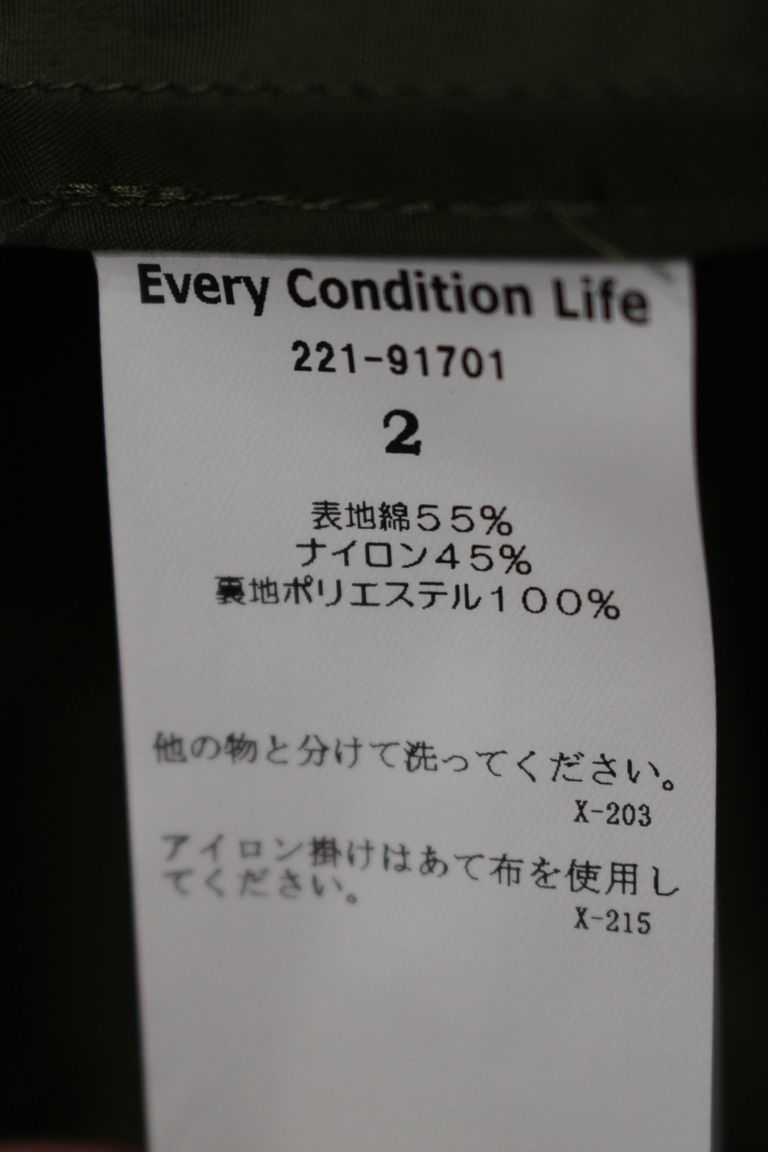 Every Condition Life
221-91701
2
表地綿55%
ナイロン45%
裏地ポリエステル100%
他の物と分けて洗ってください。
X-203
アイロン掛けはあて布を使用し
てください。
X-215